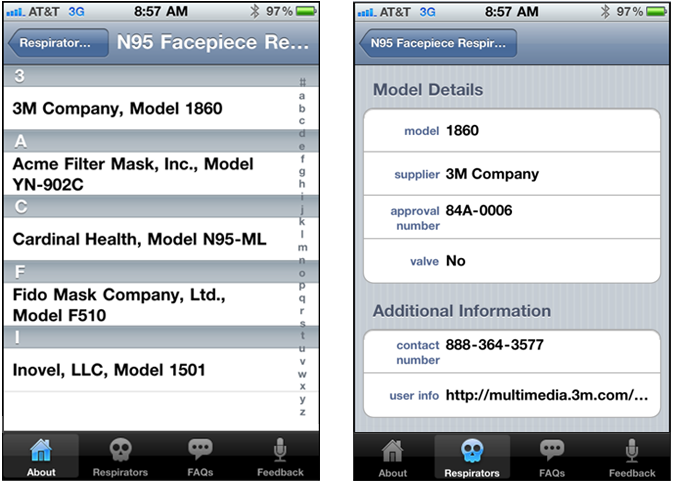 AT&T 3G 8:57 AM 97%
Respirator... N95 Facepiece Re...
3
3M Company, Model 1860
A
Acme Filter Mask, Inc., Model
YN-902C
C
Cardinal Health, Model N95-ML
F
Fido Mask Company, Ltd.,
Model F510
I
Inovel, LLC, Model 1501
#
a
b
c
d
e
f
g
h
i
j
k
l
m
n
o
p
q
r
s
t
u
v
w
x
y
z
About Respirators FAQs Feedback
AT&T 3G 8:57 AM 97%
N95 Facepiece Respir...
Model Details
model 1860
supplier 3M Company
approval 84A-0006
number
valve No
Additional Information
contact 888-364-3577
number
user info http://multimedia.3m.com/...
About Respirators FAQs Feedback